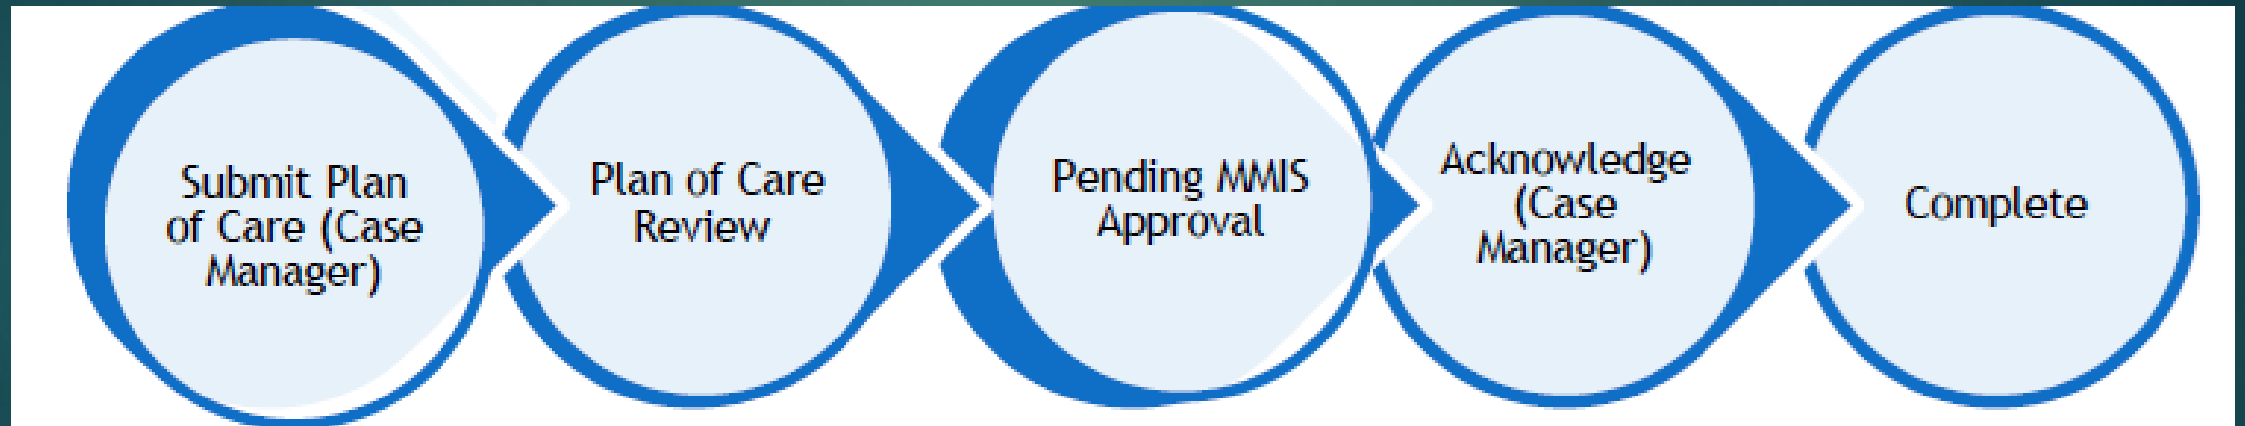 Submit Plan
of Care (Case
Manager)
Plan of Care
Review
Pending MMIS
Approval
Acknowledge
(Case
Manager)
Complete